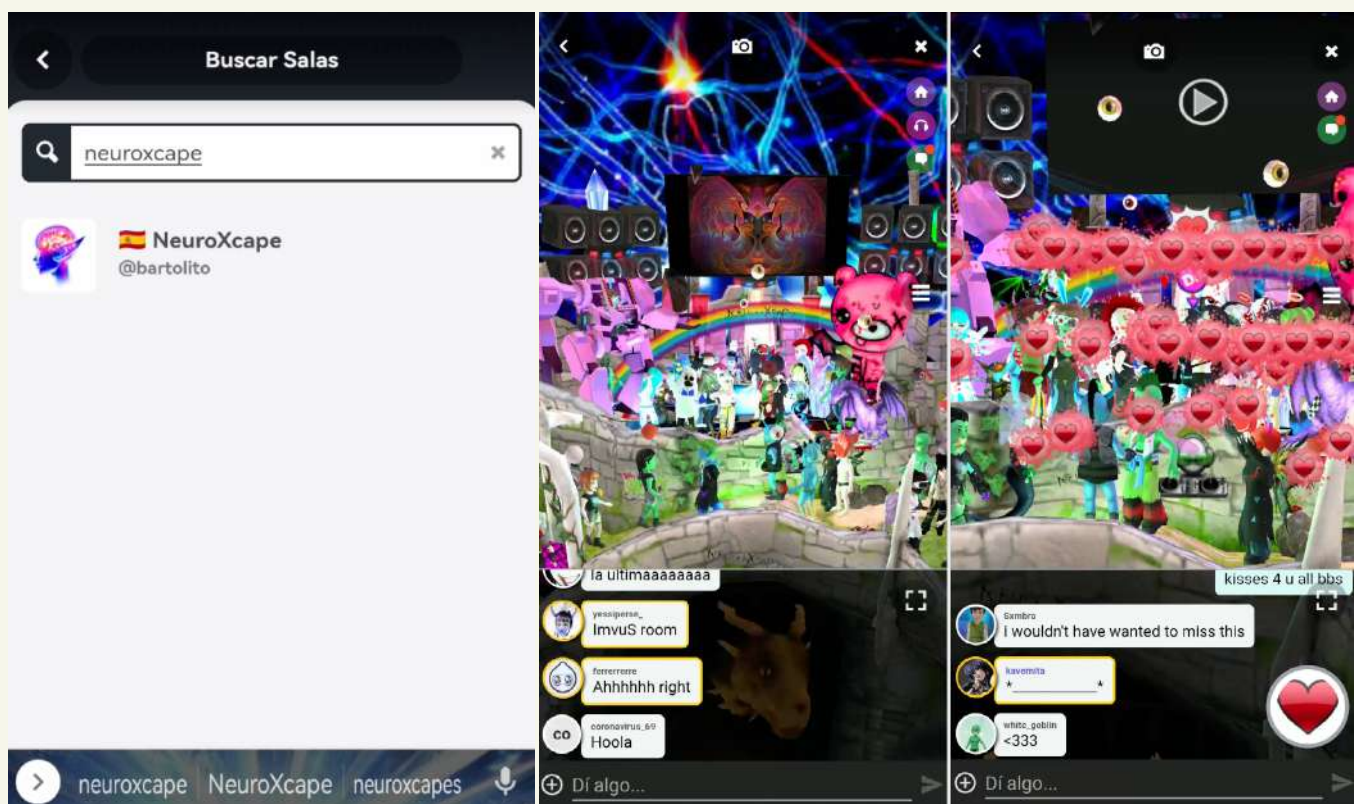 Buscar Salas
neuroxcape
🇪🇸 NeuroXcape
@bartolito
neuroxcape
NeuroXcape
neuroxcapes
la ultimaaaaaaaa
yessiperse_
ImvuS room
ferrerrerre
Ahhhhhh right
CO
coronavirus_69
Hoola
Dí algo...
kisses 4 u all bbs
Sxmbro
I wouldn't have wanted to miss this
kavemita
*____________*
white_goblin
<333
Dí algo...